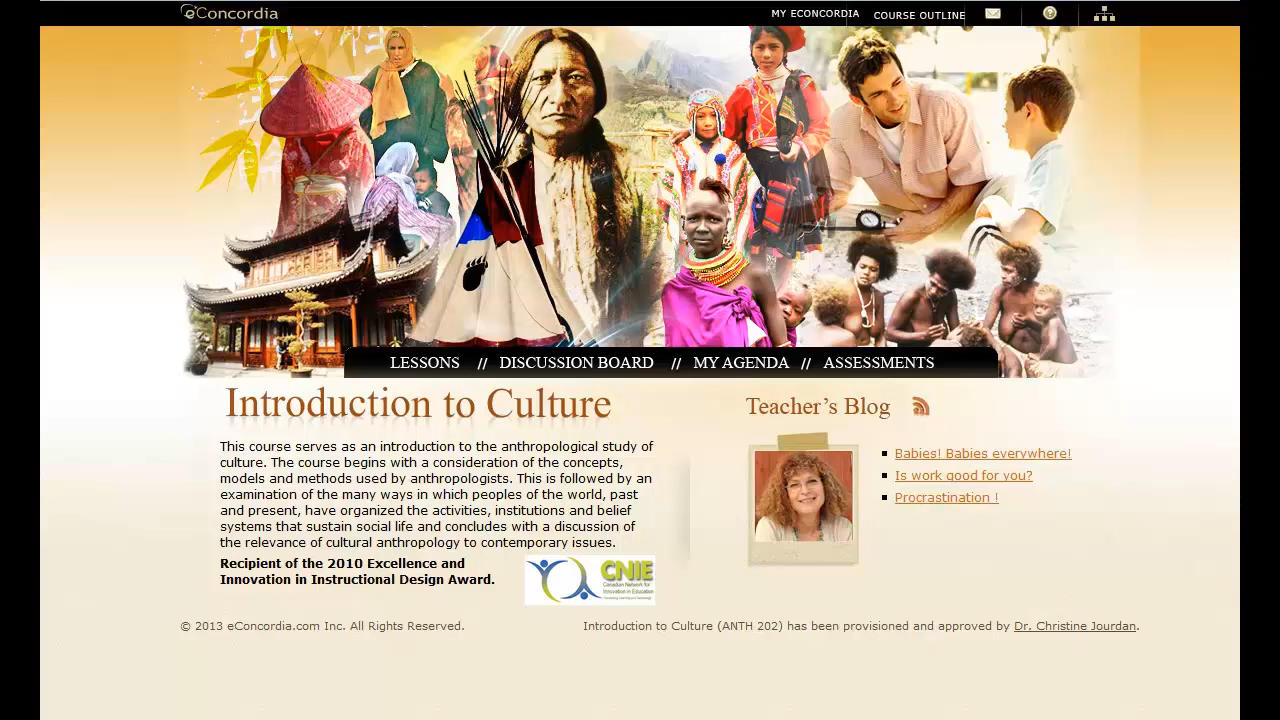 eConcordia
MY ECONCORDIA
COURSE OUTLINE
LESSONS // DISCUSSION BOARD // MY AGENDA // ASSESSMENTS
Introduction to Culture
This course serves as an introduction to the anthropological study of
culture. The course begins with a consideration of the concepts,
models and methods used by anthropologists. This is followed by an
examination of the many ways in which peoples of the world, past
and present, have organized the activities, institutions and belief
systems that sustain social life and concludes with a discussion of
the relevance of cultural anthropology to contemporary issues.
Recipient of the 2010 Excellence and
Innovation in Instructional Design Award.
CNIE
Canadian Network for
Innovation in Education
Teacher's Blog
Babies! Babies everywhere!
Is work good for you?
Procrastination !
© 2013 eConcordia.com Inc. All Rights Reserved.
Introduction to Culture (ANTH 202) has been provisioned and approved by Dr. Christine Jourdan.